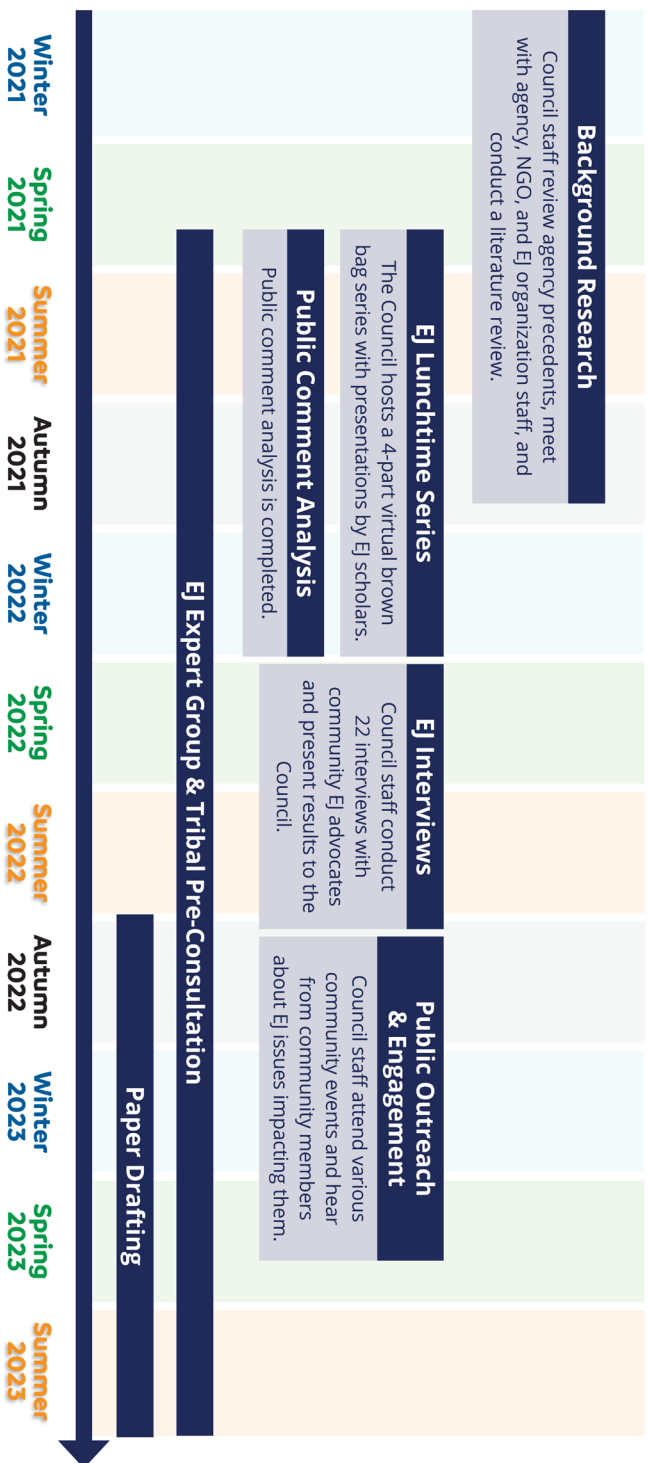 Background Research
Council staff review agency precedents, meet
with agency, NGO, and EJ organization staff, and
conduct a literature review.
EJ Lunchtime Series
The Council hosts a 4-part virtual brown
bag series with presentations by EJ scholars.
Public Comment Analysis
Public comment analysis is completed.
EJ Interviews
Council staff conduct
22 interviews with
community EJ advocates
and present results to the
Council.
Public Outreach
& Engagement
Council staff attend various
community events and hear
from community members
about EJ issues impacting them.
EJ Expert Group & Tribal Pre-Consultation
Paper Drafting
Winter
2021
Spring
2021
Summer
2021
Autumn
2021
Winter
2022
Spring
2022
Summer
2022
Autumn
2022
Winter
2023
Spring
2023
Summer
2023